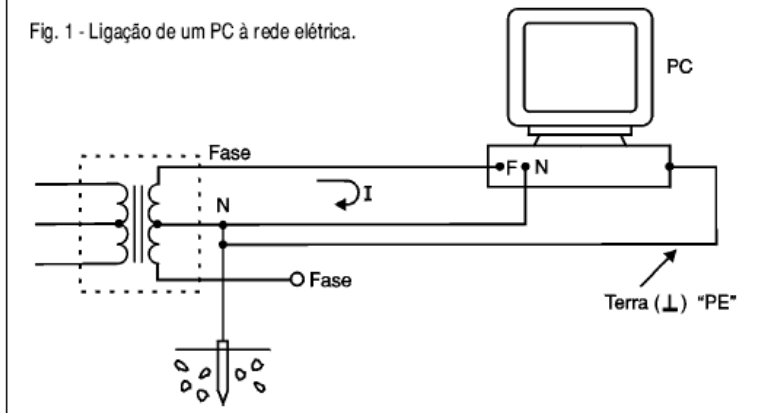 Fig. 1 - Ligação de um PC à rede elétrica.
PC
Fase
F N
N
I
Fase
Terra (⊥) “PE”